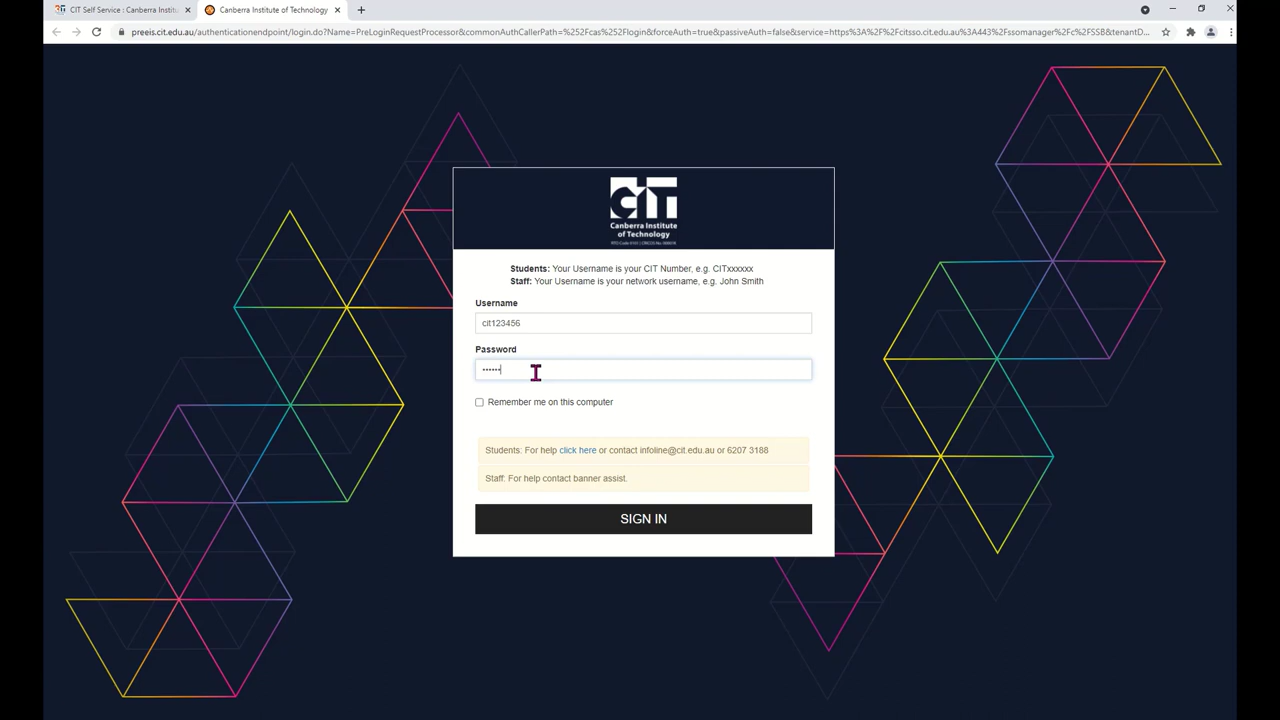 CIT Self Service : Canberra Institu
Canberra Institute of Technology
preeis.cit.edu.au/authenticationendpoint/login.do?Name=PreLoginRequestProcessor&commonAuthCallerPath=%252Fcas%252Flogin&forceAuth=true&passiveAuth=false&service=https%3A%2F%2Fcitsso.cit.edu.au%3A443%2Fssomanager%2Fc%2FSSB&tenantD...
CIT
Canberra Institute
of Technology
Students: Your Username is your CIT Number, e.g. CITxxxxxx
Staff: Your Username is your network username, e.g. John Smith
Username
cit123456
Password
••••••
Remember me on this computer
Students: For help click here or contact infoline@cit.edu.au or 6207 3188
Staff: For help contact banner assist.
SIGN IN